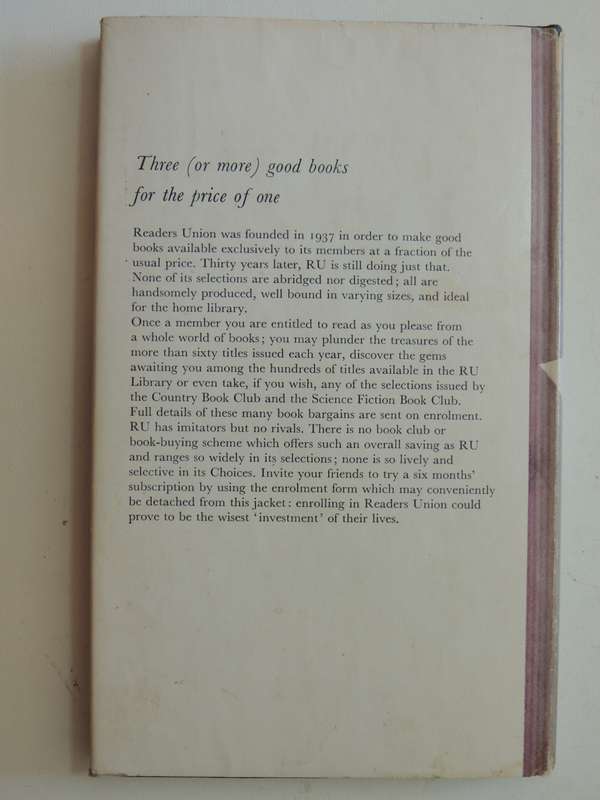 Three (or more) good books
for the price of one
Readers Union was founded in 1937 in order to make good
books available exclusively to its members at a fraction of the
usual price. Thirty years later, RU is still doing just that.
None of its selections are abridged nor digested; all are
handsomely produced, well bound in varying sizes, and ideal
for the home library.
Once a member you are entitled to read as you please from
a whole world of books; you may plunder the treasures of the
more than sixty titles issued each year, discover the gems
awaiting you among the hundreds of titles available in the RU
Library or even take, if you wish, any of the selections issued by
the Country Book Club and the Science Fiction Book Club.
Full details of these many book bargains are sent on enrolment.
RU has imitators but no rivals. There is no book club or
book-buying scheme which offers such an overall saving as RU
and ranges so widely in its selections; none is so lively and
selective in its Choices. Invite your friends to try a six months'
subscription by using the enrolment form which may conveniently
be detached from this jacket: enrolling in Readers Union could
prove to be the wisest 'investment' of their lives.